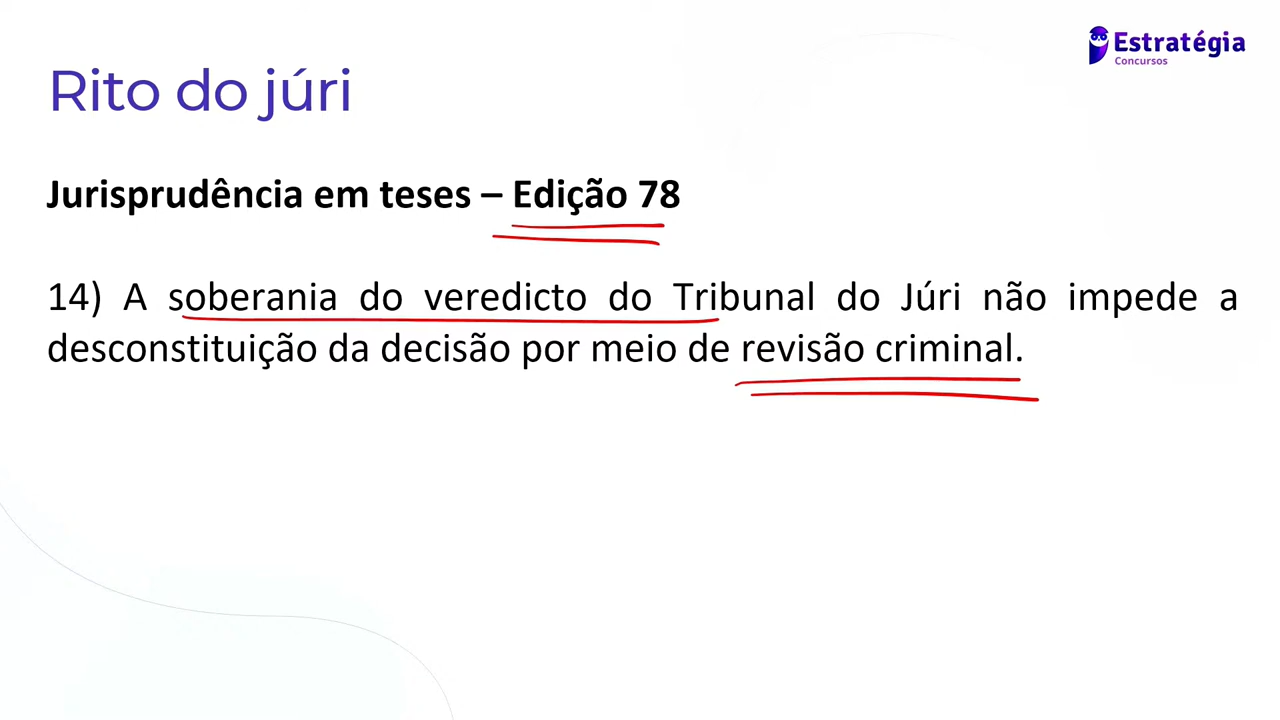 Estratégia
Concursos
Rito do júri
Jurisprudência em teses – Edição 78
14) A soberania do veredicto do Tribunal do Júri não impede a
desconstituição da decisão por meio de revisão criminal.